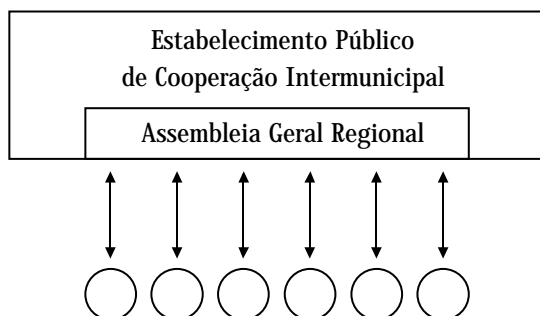 Estabelecimento Público
de Cooperação Intermunicipal
Assembleia Geral Regional